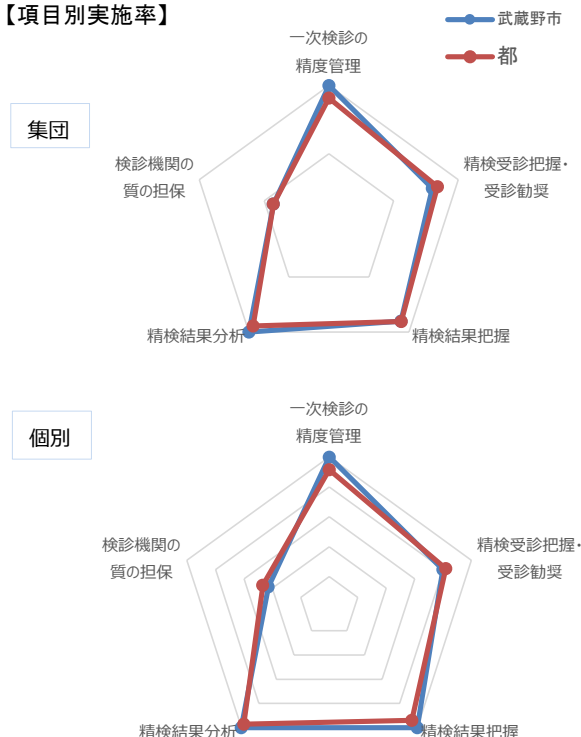 【項目別実施率】
武蔵野市
都
集団
一次検診の
精度管理
精検受診把握・
受診勧奨
精検結果把握
精検結果分析
検診機関の
質の担保
個別
一次検診の
精度管理
精検受診把握・
受診勧奨
精検結果把握
精検結果分析
検診機関の
質の担保